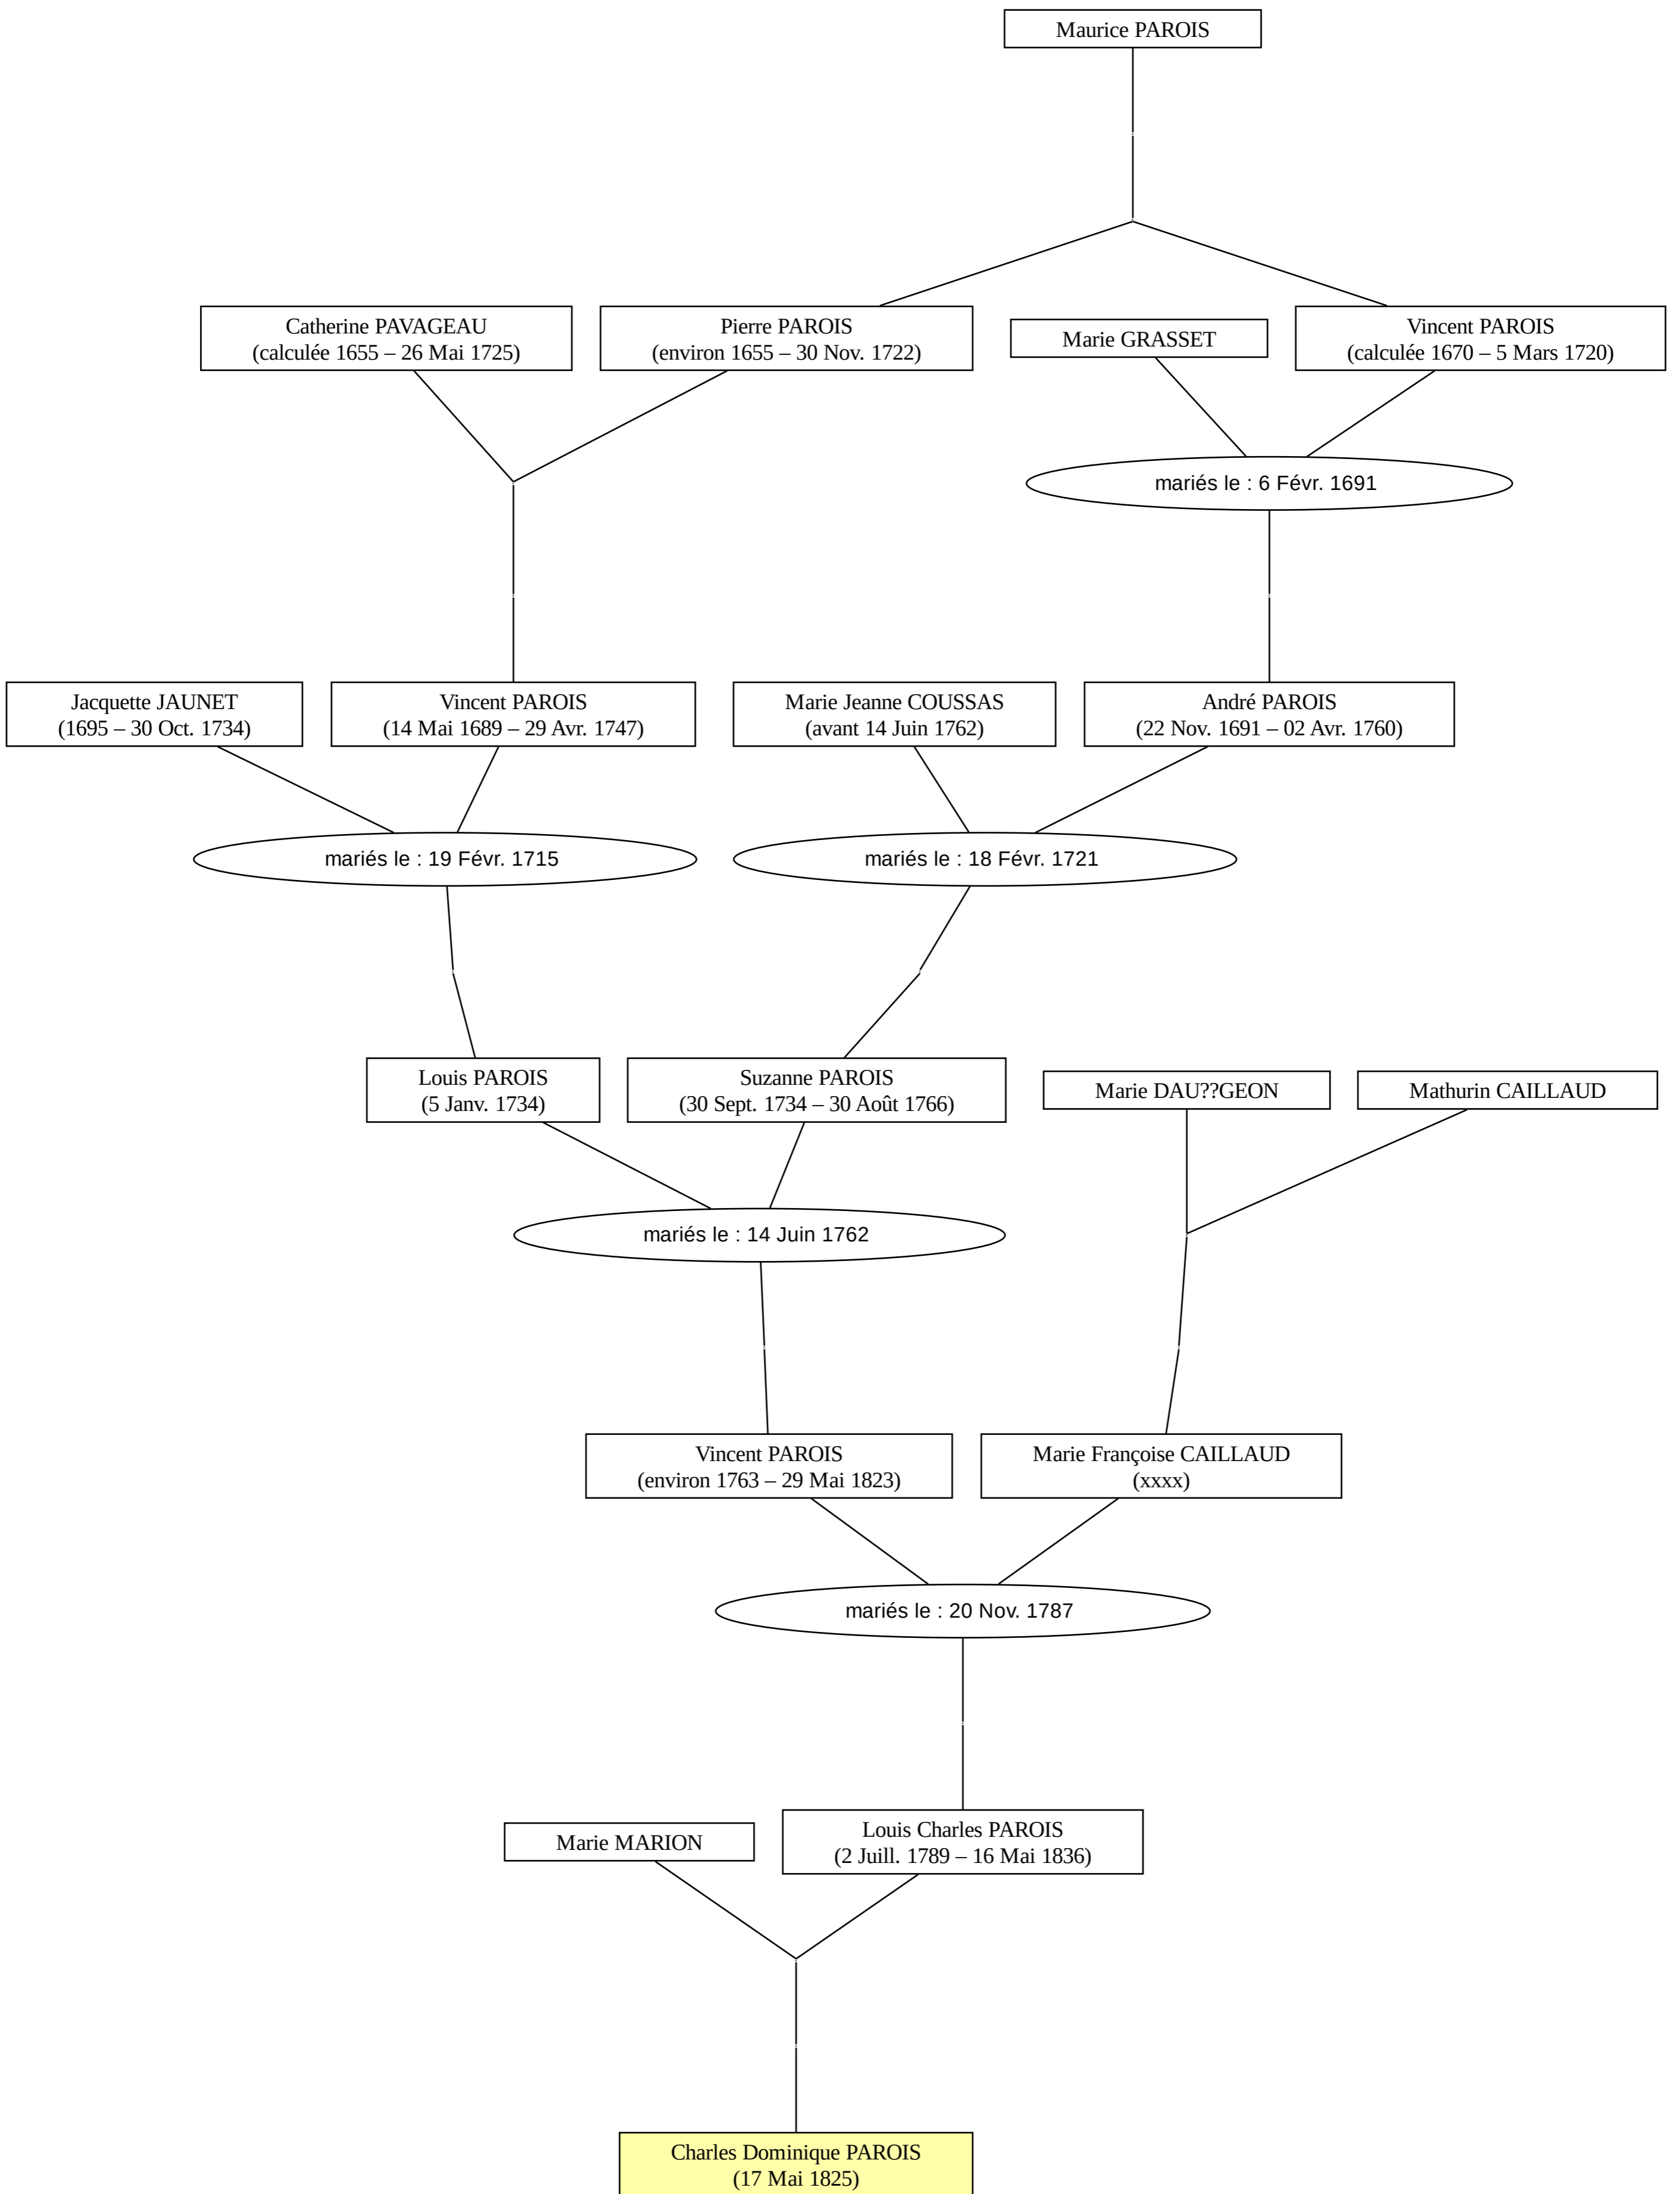 Maurice PAROIS
Catherine PAVAGEAU
(calculée 1655 – 26 Mai 1725)
Pierre PAROIS
(environ 1655 – 30 Nov. 1722)
Marie GRASSET
Vincent PAROIS
(calculée 1670 – 5 Mars 1720)
mariés le : 6 Févr. 1691
Jacquette JAUNET
(1695 – 30 Oct. 1734)
Vincent PAROIS
(14 Mai 1689 – 29 Avr. 1747)
Marie Jeanne COUSSAS
(avant 14 Juin 1762)
André PAROIS
(22 Nov. 1691 – 02 Avr. 1760)
mariés le : 19 Févr. 1715
mariés le : 18 Févr. 1721
Louis PAROIS
(5 Janv. 1734)
Suzanne PAROIS
(30 Sept. 1734 – 30 Août 1766)
Marie DAU??GEON
Mathurin CAILLAUD
mariés le : 14 Juin 1762
Vincent PAROIS
(environ 1763 – 29 Mai 1823)
Marie Françoise CAILLAUD
(xxxx)
mariés le : 20 Nov. 1787
Marie MARION
Louis Charles PAROIS
(2 Juill. 1789 – 16 Mai 1836)
Charles Dominique PAROIS
(17 Mai 1825)